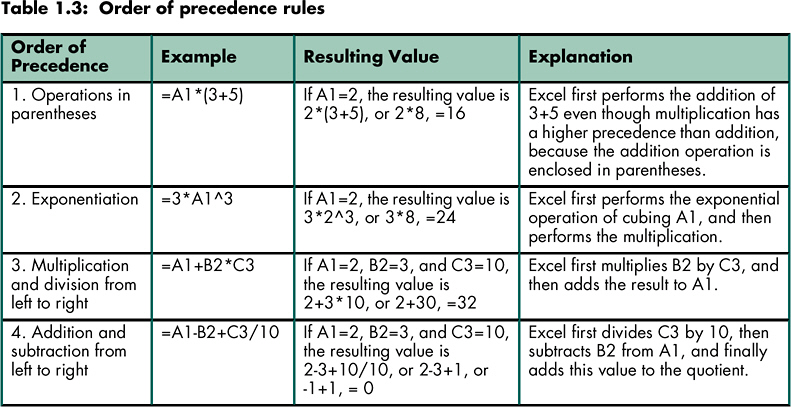 Table 1.3:  Order of precedence rules
Order of
Precedence
Example
Resulting Value
Explanation
1. Operations in
parentheses
=A1*(3+5)
If A1=2, the resulting value is
2*(3+5), or 2*8, =16
Excel first performs the addition of
3+5 even though multiplication has
a higher precedence than addition,
because the addition operation is
enclosed in parentheses.
2. Exponentiation
=3*A1^3
If A1=2, the resulting value is
3*2^3, or 3*8, =24
Excel first performs the exponential
operation of cubing A1, and then
performs the multiplication.
3. Multiplication
and division from
left to right
=A1+B2*C3
If A1=2, B2=3, and C3=10,
the resulting value is
2+3*10, or 2+30, =32
Excel first multiplies B2 by C3, and
then adds the result to A1.
4. Addition and
subtraction from
left to right
=A1-B2+C3/10
If A1=2, B2=3, and C3=10,
the resulting value is
2-3+10/10, or 2-3+1, or
-1+1, = 0
Excel first divides C3 by 10, then
subtracts B2 from A1, and finally
adds this value to the quotient.